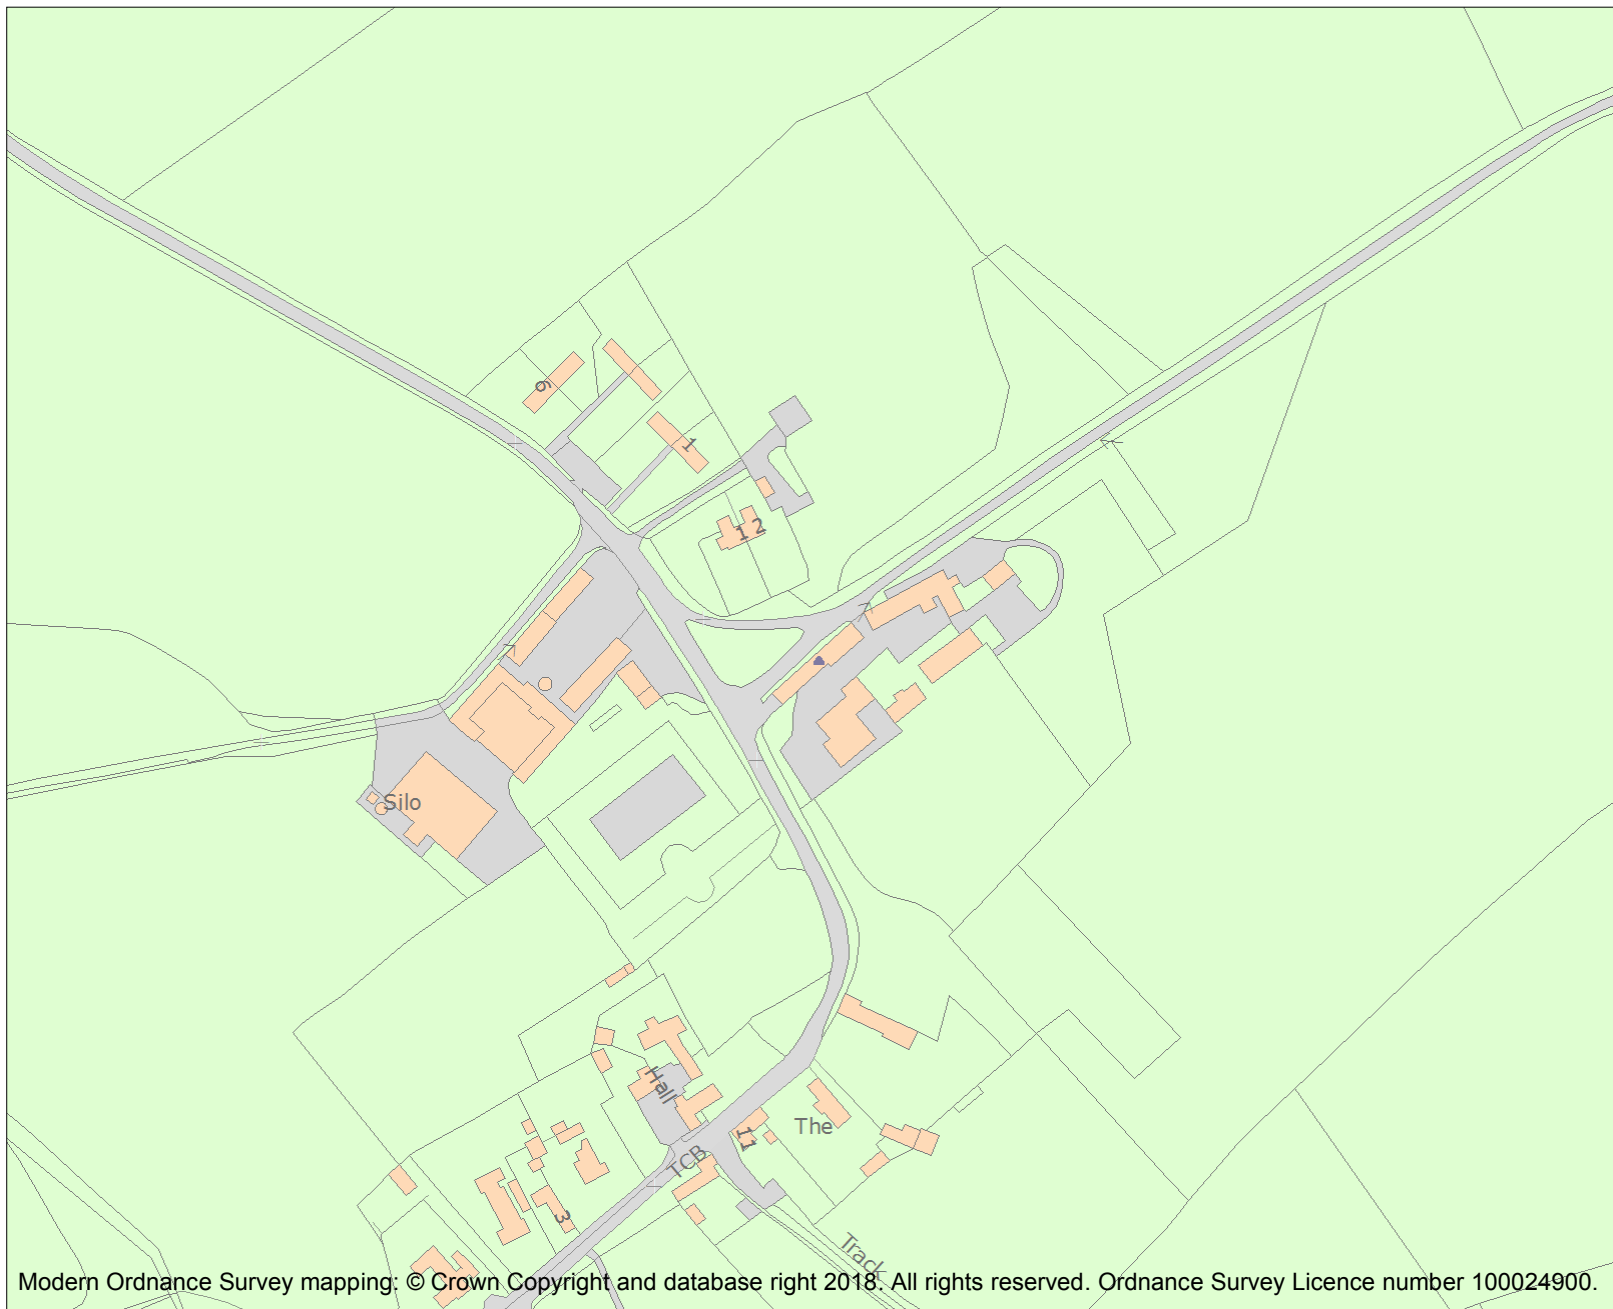 6
1
1 2
Silo
Hall
The
11
TCB
3
Track
Modern Ordnance Survey mapping: © Crown Copyright and database right 2018. All rights reserved. Ordnance Survey Licence number 100024900.